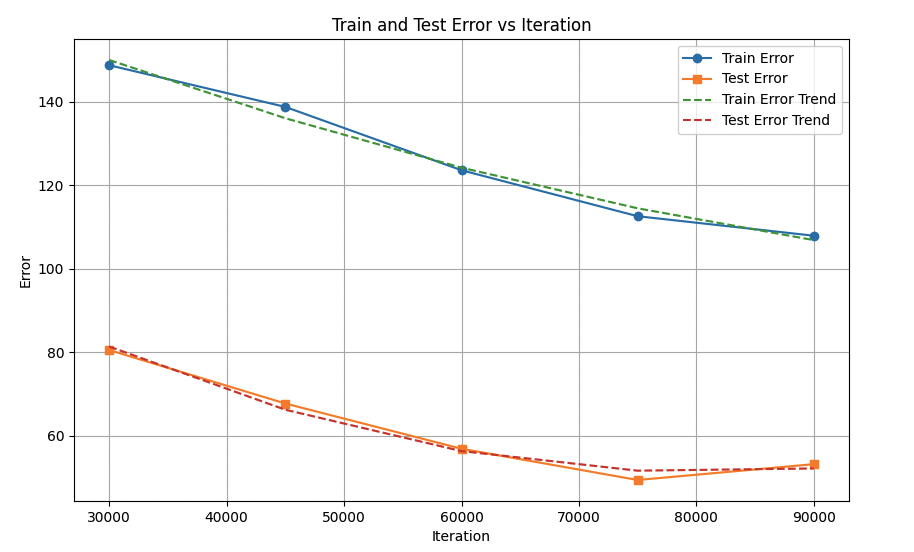 Train and Test Error vs Iteration
Train Error
Test Error
Train Error Trend
Test Error Trend
140
120
100
80
60
Error
30000 40000 50000 60000 70000 80000 90000
Iteration